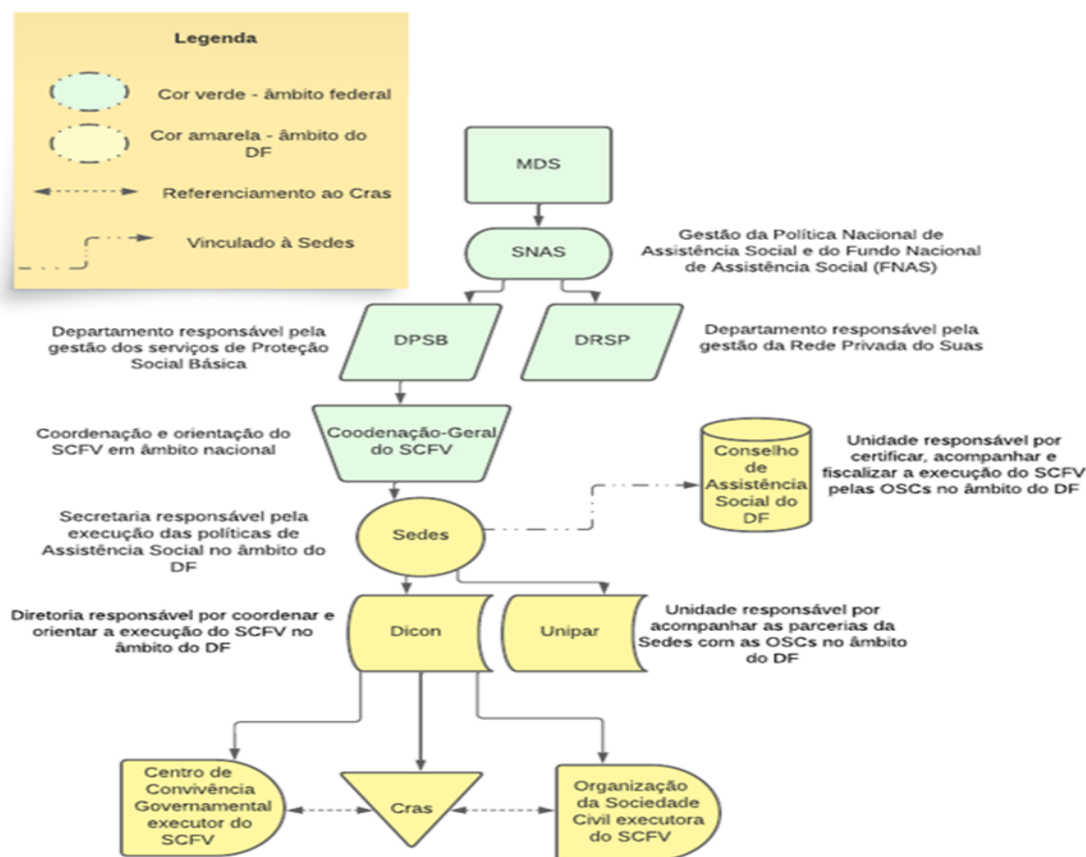 Legenda
Cor verde - âmbito federal
Cor amarela - âmbito do
DF
Referenciamento ao Cras
Vinculado à Sedes
MDS
SNAS
Gestão da Política Nacional de
Assistência Social e do Fundo Nacional
de Assistência Social (FNAS)
Departamento responsável pela
gestão dos serviços de Proteção
Social Básica
DPSB
DRSP
Departamento responsável pela
gestão da Rede Privada do Suas
Coordenação e orientação do
SCFV em âmbito nacional
Coodenação-Geral
do SCFV
Conselho
de
Assistência
Social do
DF
Unidade responsável por
certificar, acompanhar e
fiscalizar a execução do SCFV
pelas OSCs no âmbito do DF
Secretaria responsável pela
execução das políticas de
Assistência Social no âmbito do
DF
Sedes
Diretoria responsável por coordenar e
orientar a execução do SCFV no
âmbito do DF
Dicon
Unipar
Unidade responsável por
acompanhar as parcerias da
Sedes com as OSCs no âmbito
do DF
Centro de
Convivência
Governamental
executor do
SCFV
Cras
Organização
da Sociedade
Civil executora
do SCFV